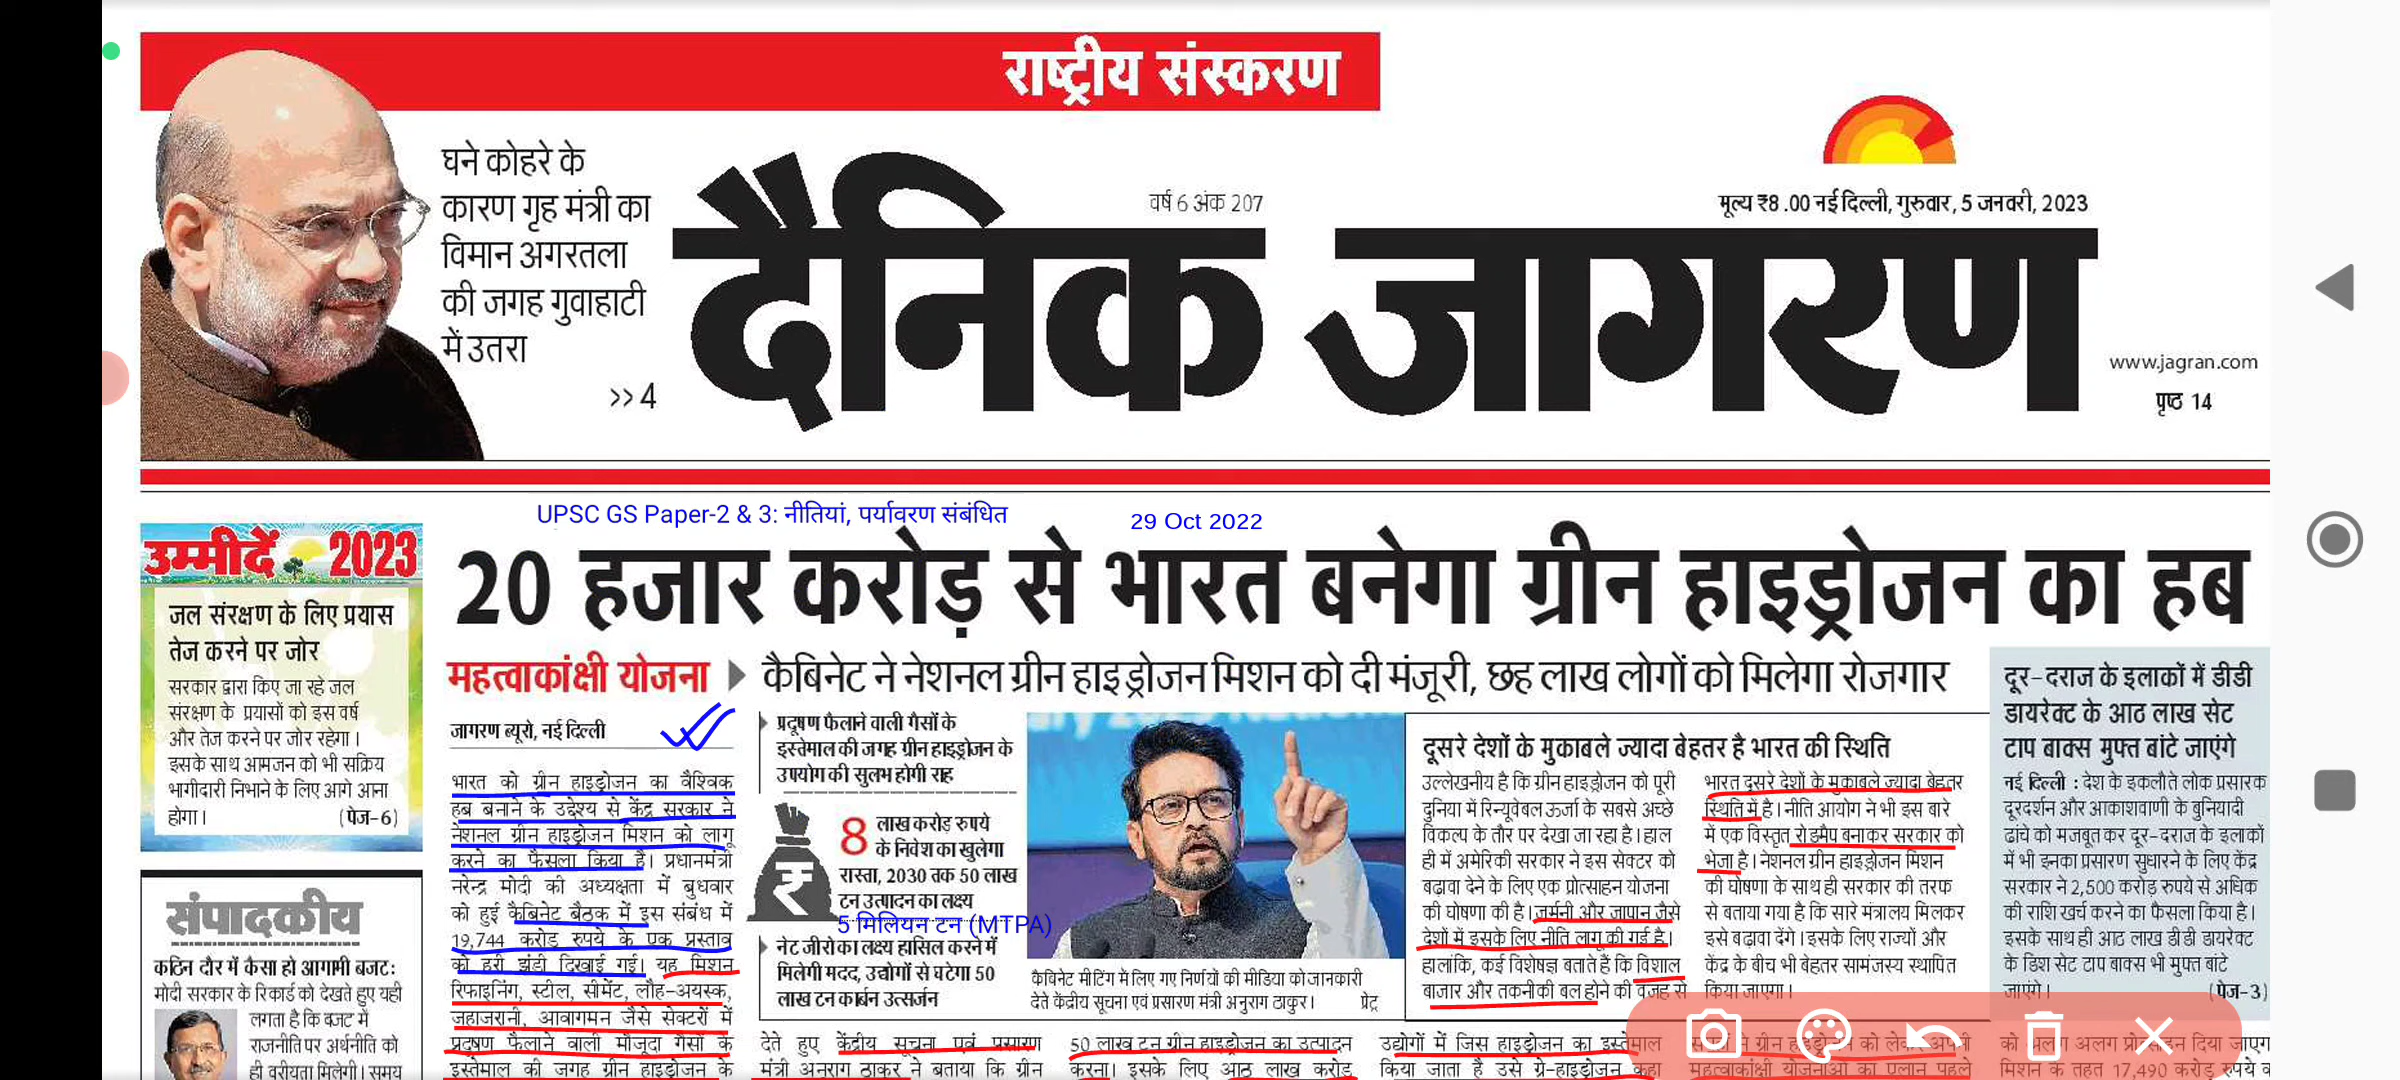 राष्ट्रीय संस्करण
घने कोहरे के
कारण गृह मंत्री का
विमान अगरतला
की जगह गुवाहाटी
में उतरा
>> 4
वर्ष 6 अंक 207
मूल्य ₹8.00 नई दिल्ली, गुरुवार, 5 जनवरी, 2023
दैनिक जागरण
www.jagran.com
पृष्ठ 14
UPSC GS Paper-2 & 3: नीतियां, पर्यावरण संबंधित
29 Oct 2022
20 हजार करोड़ से भारत बनेगा ग्रीन हाइड्रोजन का हब
महत्वाकांक्षी योजना
कैबिनेट ने नेशनल ग्रीन हाइड्रोजन मिशन को दी मंजूरी, छह लाख लोगों को मिलेगा रोजगार
उम्मीदें 2023
जल संरक्षण के लिए प्रयास
तेज करने पर जोर
सरकार द्वारा किए जा रहे जल
संरक्षण के प्रयासों को इस वर्ष
और तेज करने पर जोर रहेगा।
इसके साथ आमजन को भी सक्रिय
भागीदारी निभाने के लिए आगे आना
होगा। (पेज-6)
संपादकीय
कठिन दौर में कैसा हो आगामी बजट:
मोदी सरकार के रिकार्ड को देखते हुए यही
लगता है कि बजट में
राजनीति पर अर्थनीति को
ही वरीयता मिलेगी। समय
जागरण ब्यूरो, नई दिल्ली
भारत को ग्रीन हाइड्रोजन का वैश्विक
हब बनाने के उद्देश्य से केंद्र सरकार ने
नेशनल ग्रीन हाइड्रोजन मिशन को लागू
करने का फैसला किया है। प्रधानमंत्री
नरेन्द्र मोदी की अध्यक्षता में बुधवार
को हुई कैबिनेट बैठक में इस संबंध में
19,744 करोड़ रुपये के एक प्रस्ताव
को हरी झंडी दिखाई गई। यह मिशन
रिफाइनिंग, स्टील, सीमेंट, लौह-अयस्क,
जहाजरानी, आवागमन जैसे सेक्टरों में
प्रदूषण फैलाने वाली मौजूदा गैसों के
इस्तेमाल की जगह ग्रीन हाइड्रोजन के
प्रदूषण फैलाने वाली गैसों के
इस्तेमाल की जगह ग्रीन हाइड्रोजन के
उपयोग की सुलभ होगी राह
8 लाख करोड़ रुपये
के निवेश का खुलेगा
रास्ता, 2030 तक 50 लाख
टन उत्पादन का लक्ष्य
5 मिलियन टन (MTPA)
नेट जीरो का लक्ष्य हासिल करने में
मिलेगी मदद, उद्योगों से घटेगा 50
लाख टन कार्बन उत्सर्जन
कैबिनेट मीटिंग में लिए गए निर्णयों की मीडिया को जानकारी
देते केंद्रीय सूचना एवं प्रसारण मंत्री अनुराग ठाकुर। प्रेट्र
दूसरे देशों के मुकाबले ज्यादा बेहतर है भारत की स्थिति
उल्लेखनीय है कि ग्रीन हाइड्रोजन को पूरी
दुनिया में रिन्यूवेबल ऊर्जा के सबसे अच्छे
विकल्प के तौर पर देखा जा रहा है। हाल
ही में अमेरिकी सरकार ने इस सेक्टर को
बढ़ावा देने के लिए एक प्रोत्साहन योजना
की घोषणा की है। जर्मनी और जापान जैसे
देशों में इसके लिए नीति लागू की गई है।
हालांकि, कई विशेषज्ञ बताते हैं कि विशाल
बाजार और तकनीकी बल होने की वजह से
भारत दूसरे देशों के मुकाबले ज्यादा बेहतर
स्थिति में है। नीति आयोग ने भी इस बारे
में एक विस्तृत रोडमैप बनाकर सरकार को
भेजा है। नेशनल ग्रीन हाइड्रोजन मिशन
की घोषणा के साथ ही सरकार की तरफ
से बताया गया है कि सारे मंत्रालय मिलकर
इसे बढ़ावा देंगे। इसके लिए राज्यों और
केंद्र के बीच भी बेहतर सामंजस्य स्थापित
किया जाएगा।
दूर-दराज के इलाकों में डीडी
डायरेक्ट के आठ लाख सेट
टाप बाक्स मुफ्त बांटे जाएंगे
नई दिल्ली : देश के इकलौते लोक प्रसारक
दूरदर्शन और आकाशवाणी के बुनियादी
ढांचे को मजबूत कर दूर-दराज के इलाकों
में भी इनका प्रसारण सुधारने के लिए केंद्र
सरकार ने 2,500 करोड़ रुपये से अधिक
की राशि खर्च करने का फैसला किया है।
इसके साथ ही आठ लाख डीडी डायरेक्ट
के डिश सेट टाप बाक्स भी मुफ्त बांटे
जाएंगे। (पेज-3)
देते हुए केंद्रीय सूचना एवं प्रसारण
मंत्री अनुराग ठाकुर ने बताया कि ग्रीन
50 लाख टन ग्रीन हाइड्रोजन का उत्पादन
करना। इसके लिए आठ लाख करोड़
उद्योगों में जिस हाइड्रोजन का इस्तेमाल
किया जाता है उसे ग्रे-हाइड्रोजन कहा
ने ग्रीन हाइड्रोजन को लेकर अपनी
महत्वाकांक्षी योजनाओं का एलान पहले
को अलग अलग प्रोत्साहन दिया जाएगा
मिशन के तहत 17,490 करोड़ रुपये